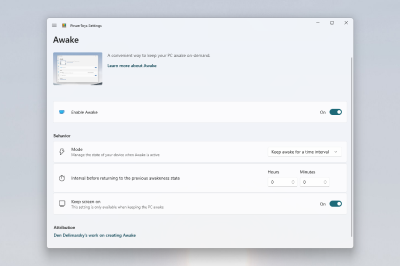 PowerToys Settings
Awake
A convenient way to keep your PC awake on-demand.
Learn more about Awake
Enable Awake
On
Behavior
Mode
Manage the state of your device when Awake is active
Keep awake for a time interval
Hours
Minutes
Interval before returning to the previous awakeness state
0
0
Keep screen on
This setting is only available when keeping the PC awake
On
Attribution
Den Delimarsky's work on creating Awake